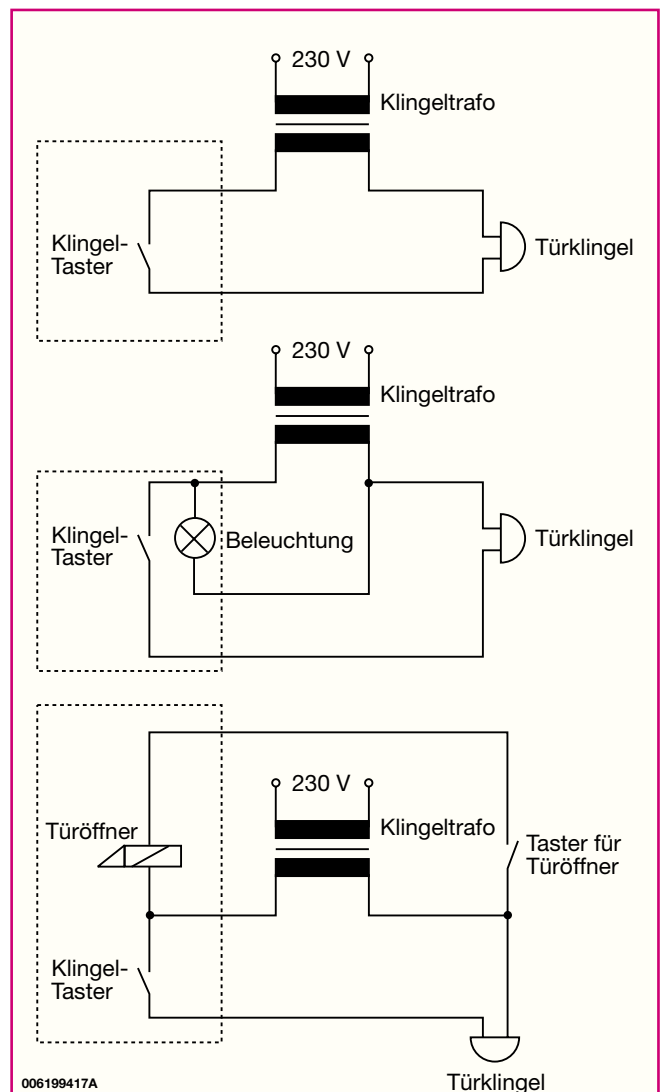 230 V
Klingeltrafo
Klingel-
Taster
Türklingel
230 V
Klingeltrafo
Klingel-
Taster
Beleuchtung
Türklingel
230 V
Klingeltrafo
Türöffner
Taster für
Türöffner
Klingel-
Taster
Türklingel
006199417A